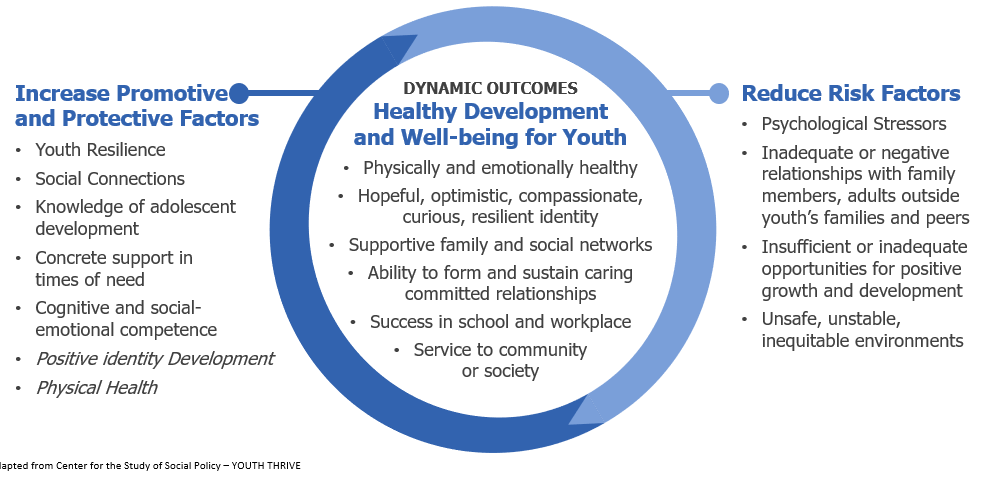 Increase Promotive
and Protective Factors
• Youth Resilience
• Social Connections
• Knowledge of adolescent
development
• Concrete support in
times of need
• Cognitive and social-
emotional competence
• Positive identity Development
• Physical Health
DYNAMIC OUTCOMES
Healthy Development
and Well-being for Youth
• Physically and emotionally healthy
• Hopeful, optimistic, compassionate,
curious, resilient identity
• Supportive family and social networks
• Ability to form and sustain caring
committed relationships
• Success in school and workplace
• Service to community
or society
Reduce Risk Factors
• Psychological Stressors
• Inadequate or negative
relationships with family
members, adults outside
youth's families and peers
• Insufficient or inadequate
opportunities for positive
growth and development
• Unsafe, unstable,
inequitable environments
lapted from Center for the Study of Social Policy – YOUTH THRIVE